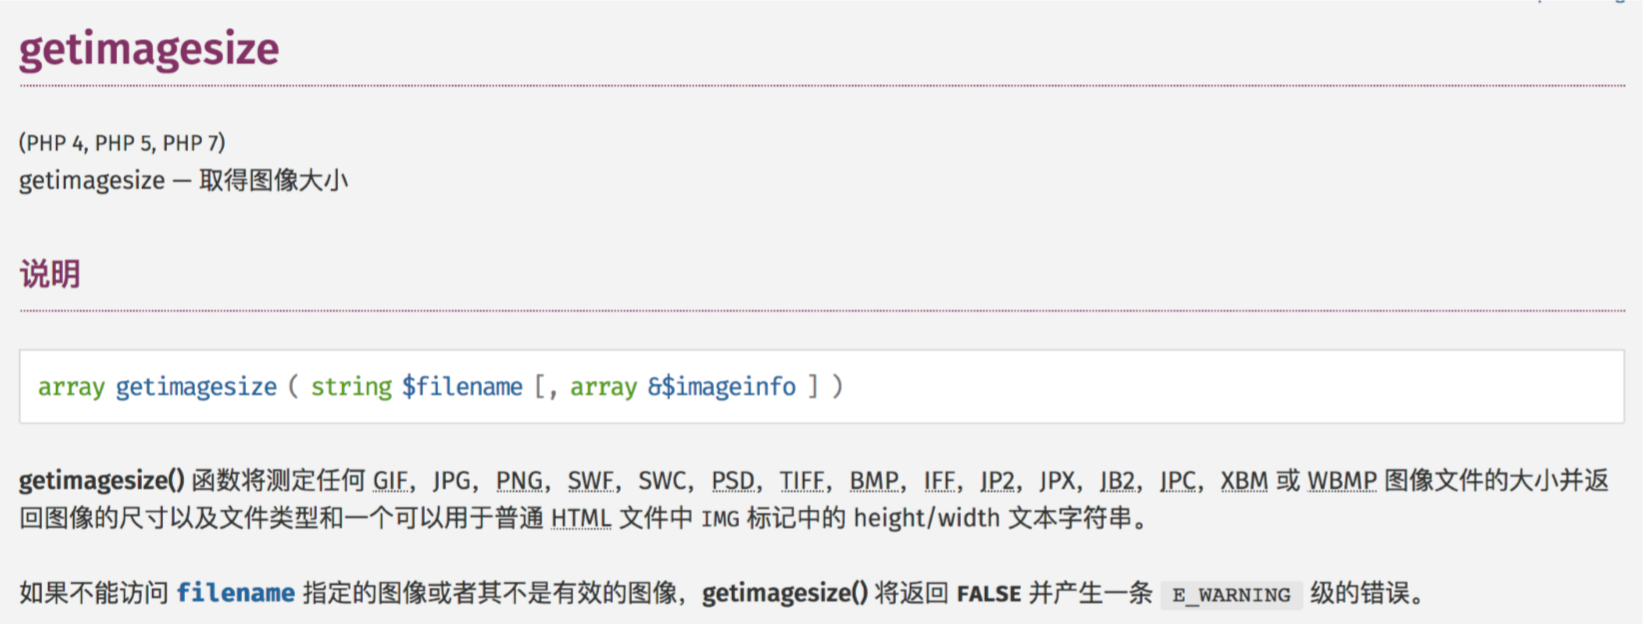 getimagesize
(PHP 4, PHP 5, PHP 7)
getimagesize — 取得图像大小
说明
array getimagesize ( string $filename [, array &$imageinfo ] )
getimagesize() 函数将测定任何 GIF，JPG，PNG，SWF，SWC，PSD，TIFF，BMP，IFF，JP2，JPX，JB2，JPC，XBM 或 WBMP 图像文件的大小并返
回图像的尺寸以及文件类型和一个可以用于普通 HTML 文件中 IMG 标记中的 height/width 文本字符串。
如果不能访问 filename 指定的图像或者其不是有效的图像，getimagesize() 将返回 FALSE 并产生一条 E_WARNING 级的错误。